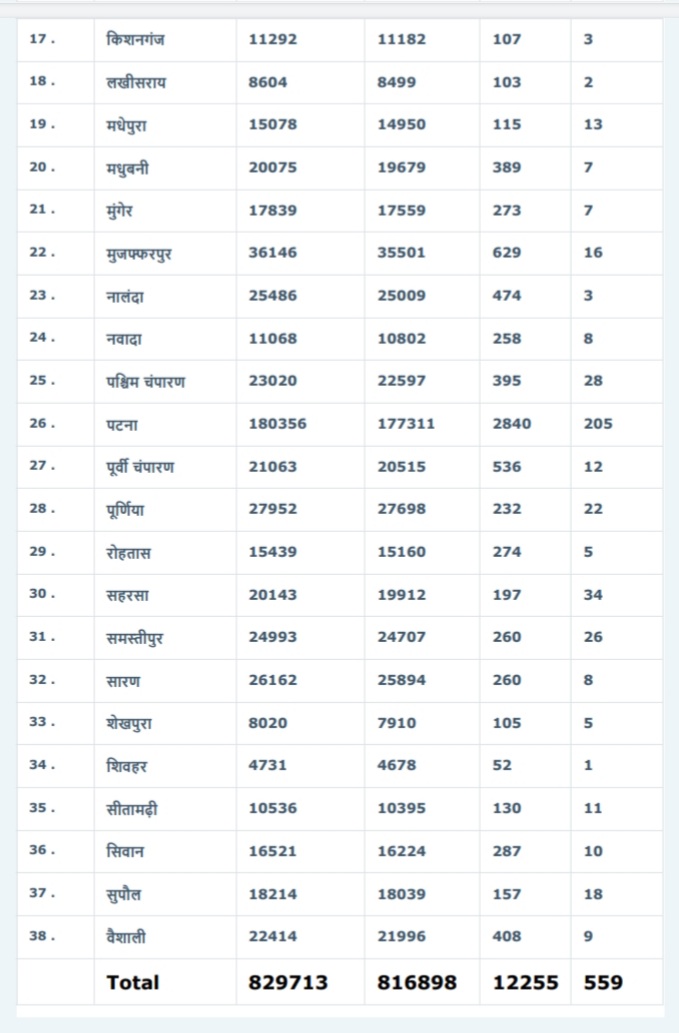 17 . किशनगंज 11292 11182 107 3
18 . लखीसराय 8604 8499 103 2
19 . मधेपुरा 15078 14950 115 13
20 . मधुबनी 20075 19679 389 7
21 . मुंगेर 17839 17559 273 7
22 . मुजफ्फरपुर 36146 35501 629 16
23 . नालंदा 25486 25009 474 3
24 . नवादा 11068 10802 258 8
25 . पश्चिम चंपारण 23020 22597 395 28
26 . पटना 180356 177311 2840 205
27 . पूर्वी चंपारण 21063 20515 536 12
28 . पूर्णिया 27952 27698 232 22
29 . रोहतास 15439 15160 274 5
30 . सहरसा 20143 19912 197 34
31 . समस्तीपुर 24993 24707 260 26
32 . सारण 26162 25894 260 8
33 . शेखपुरा 8020 7910 105 5
34 . शिवहर 4731 4678 52 1
35 . सीतामढ़ी 10536 10395 130 11
36 . सिवान 16521 16224 287 10
37 . सुपौल 18214 18039 157 18
38 . वैशाली 22414 21996 408 9
Total 829713 816898 12255 559